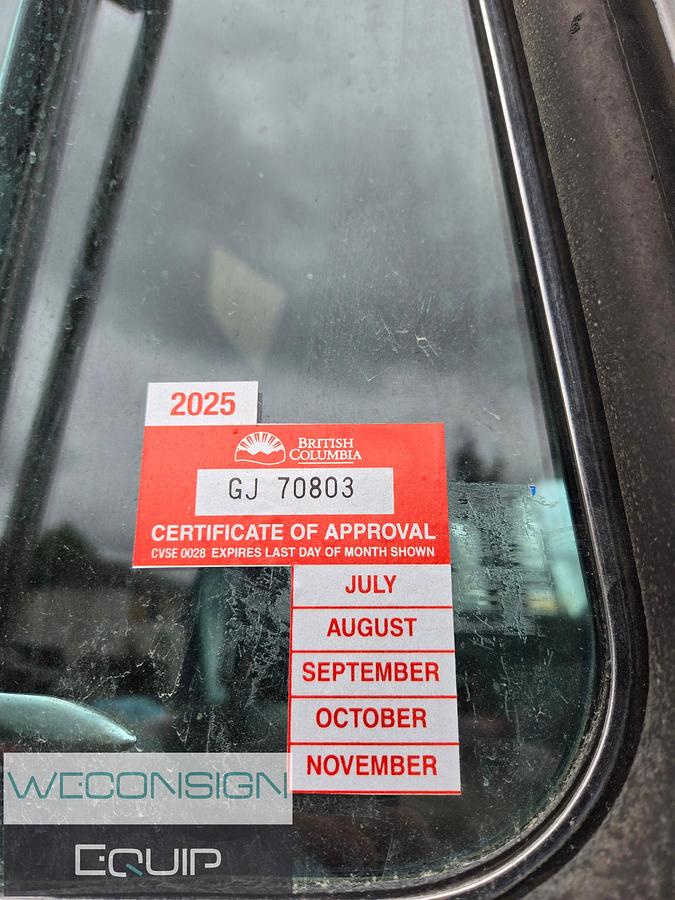 2025
BRITISH
COLUMBIA
GJ 70803
CERTIFICATE OF APPROVAL
CVSE 0028 EXPIRES LAST DAY OF MONTH SHOWN
JULY
AUGUST
SEPTEMBER
OCTOBER
NOVEMBER
WECONSIGN
EQUIP